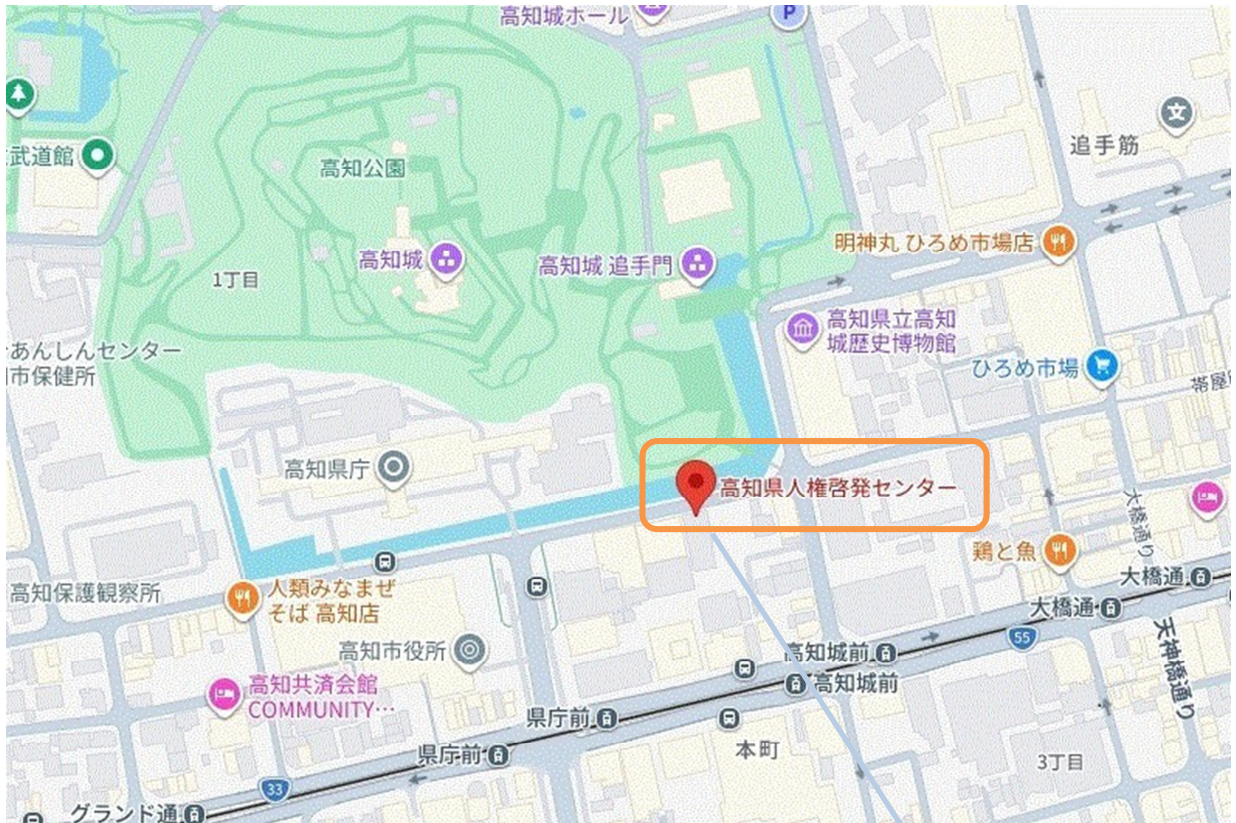 高知城ホール
P
文
追手筋
武道館
高知公園
明神丸 ひろめ市場店
高知城
高知城 追手門
1丁目
高知県立高知
城歴史博物館
あんしんセンター
市保健所
ひろめ市場
帯屋
高知県庁
高知県人権啓発センター
大橋通り
鶏と魚
大橋通
高知保護観察所
人類みなまぜ
そば 高知店
大橋通
55
天神橋通り
高知市役所
高知城前
高知城前
高知共済会館
COMMUNITY…
県庁前
本町
県庁前
3丁目
33
グランド通